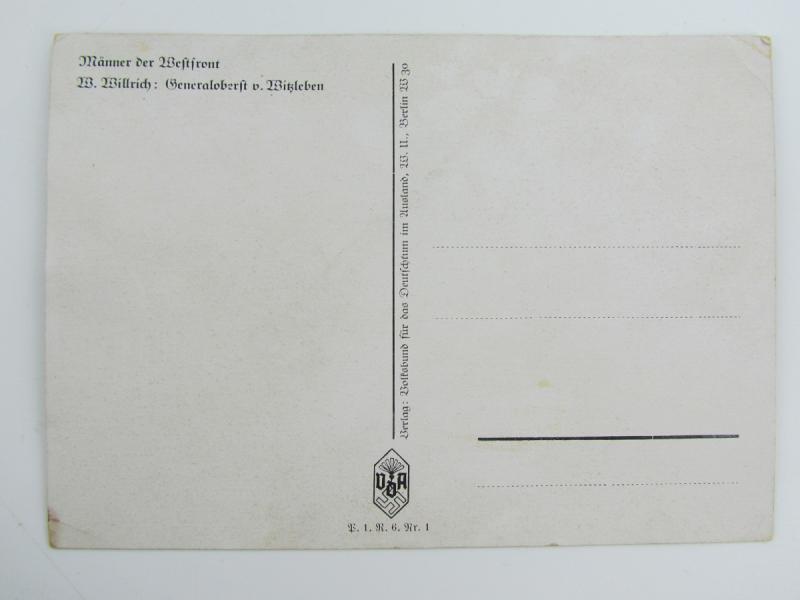 Männer der Westfront
W. Willrich: Generaloberst v. Witzleben
Verlag: Volksbund für das Deutschtum im Ausland, W. U., Berlin W 30
VDA
P. 1. R. 6. Nr. 1